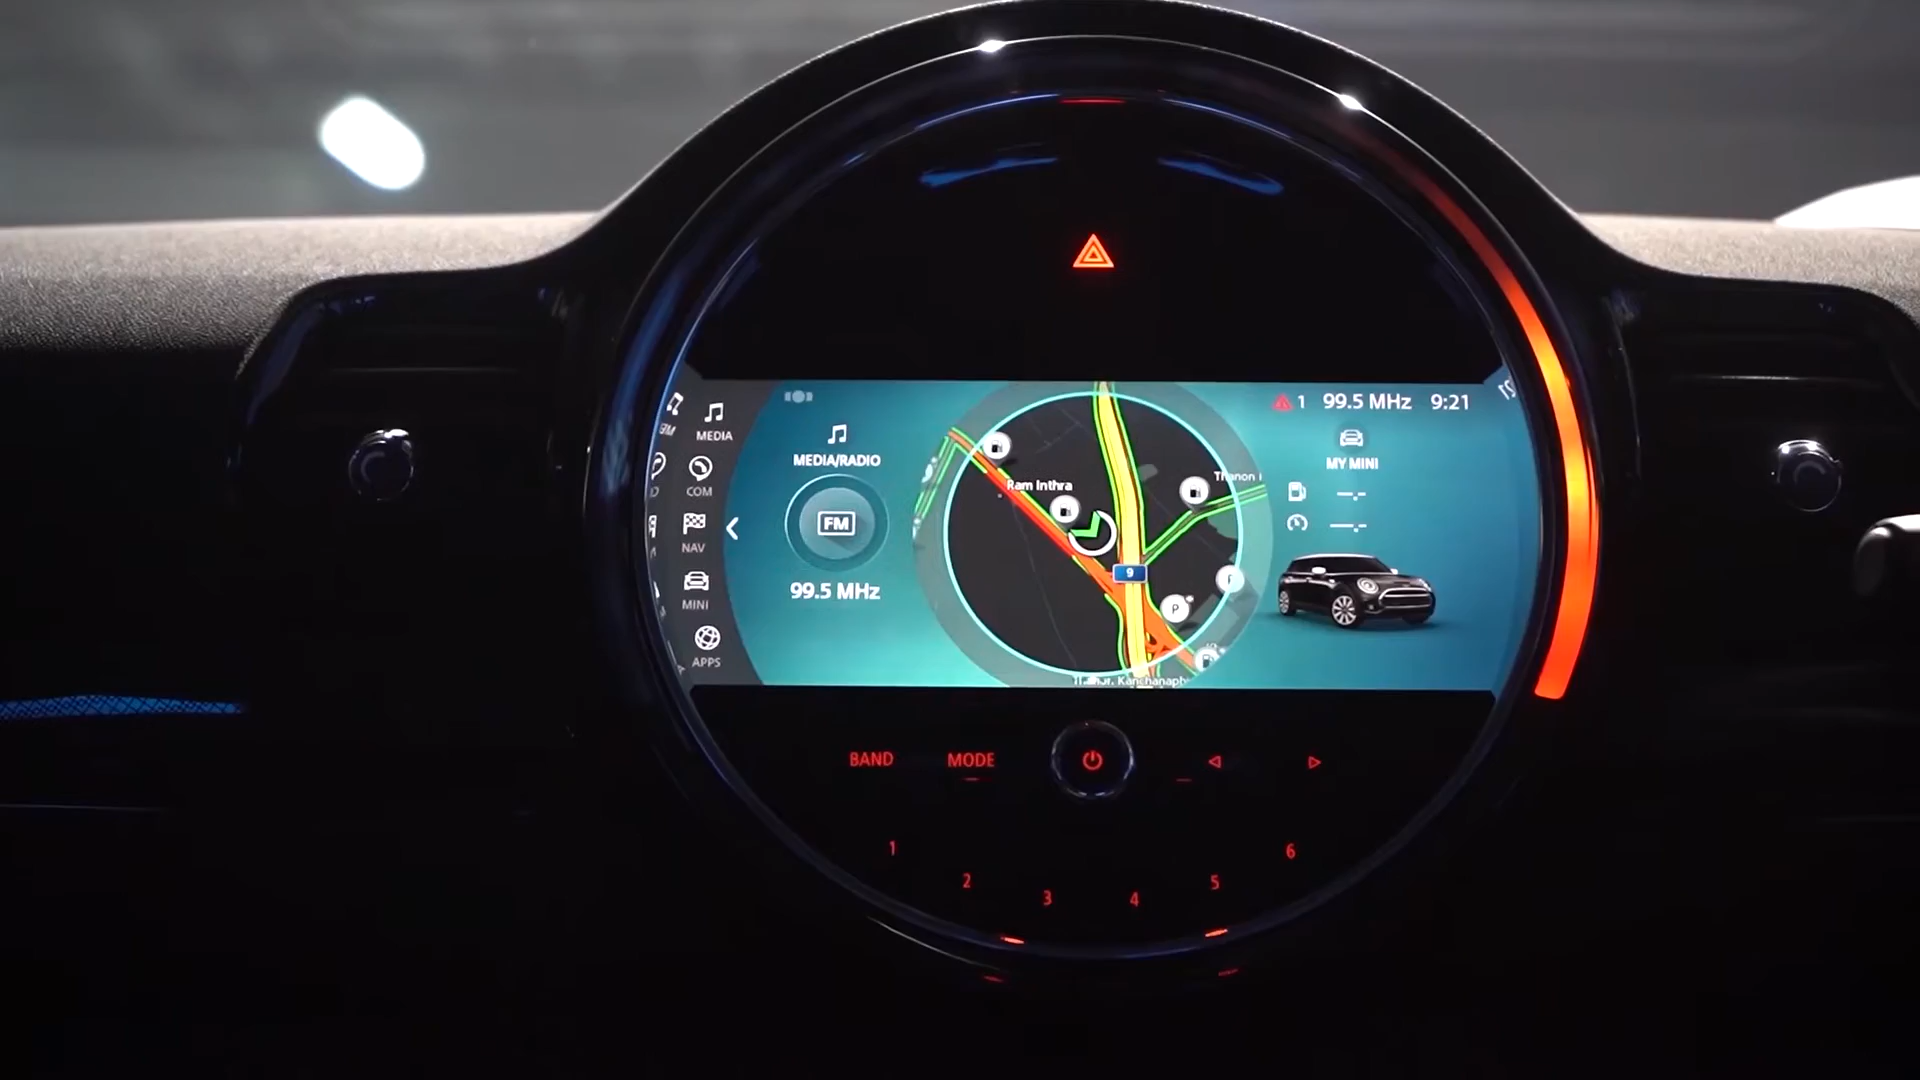 1 99.5 MHz 9:21
MEDIA
COM
NAV
MINI
APPS
MEDIA/RADIO
FM
99.5 MHz
Ram Inthra
Thanon
9
P
P
Kanchanaph
MY MINI
--.-
---.-
BAND MODE
1
2
3
4
5
6